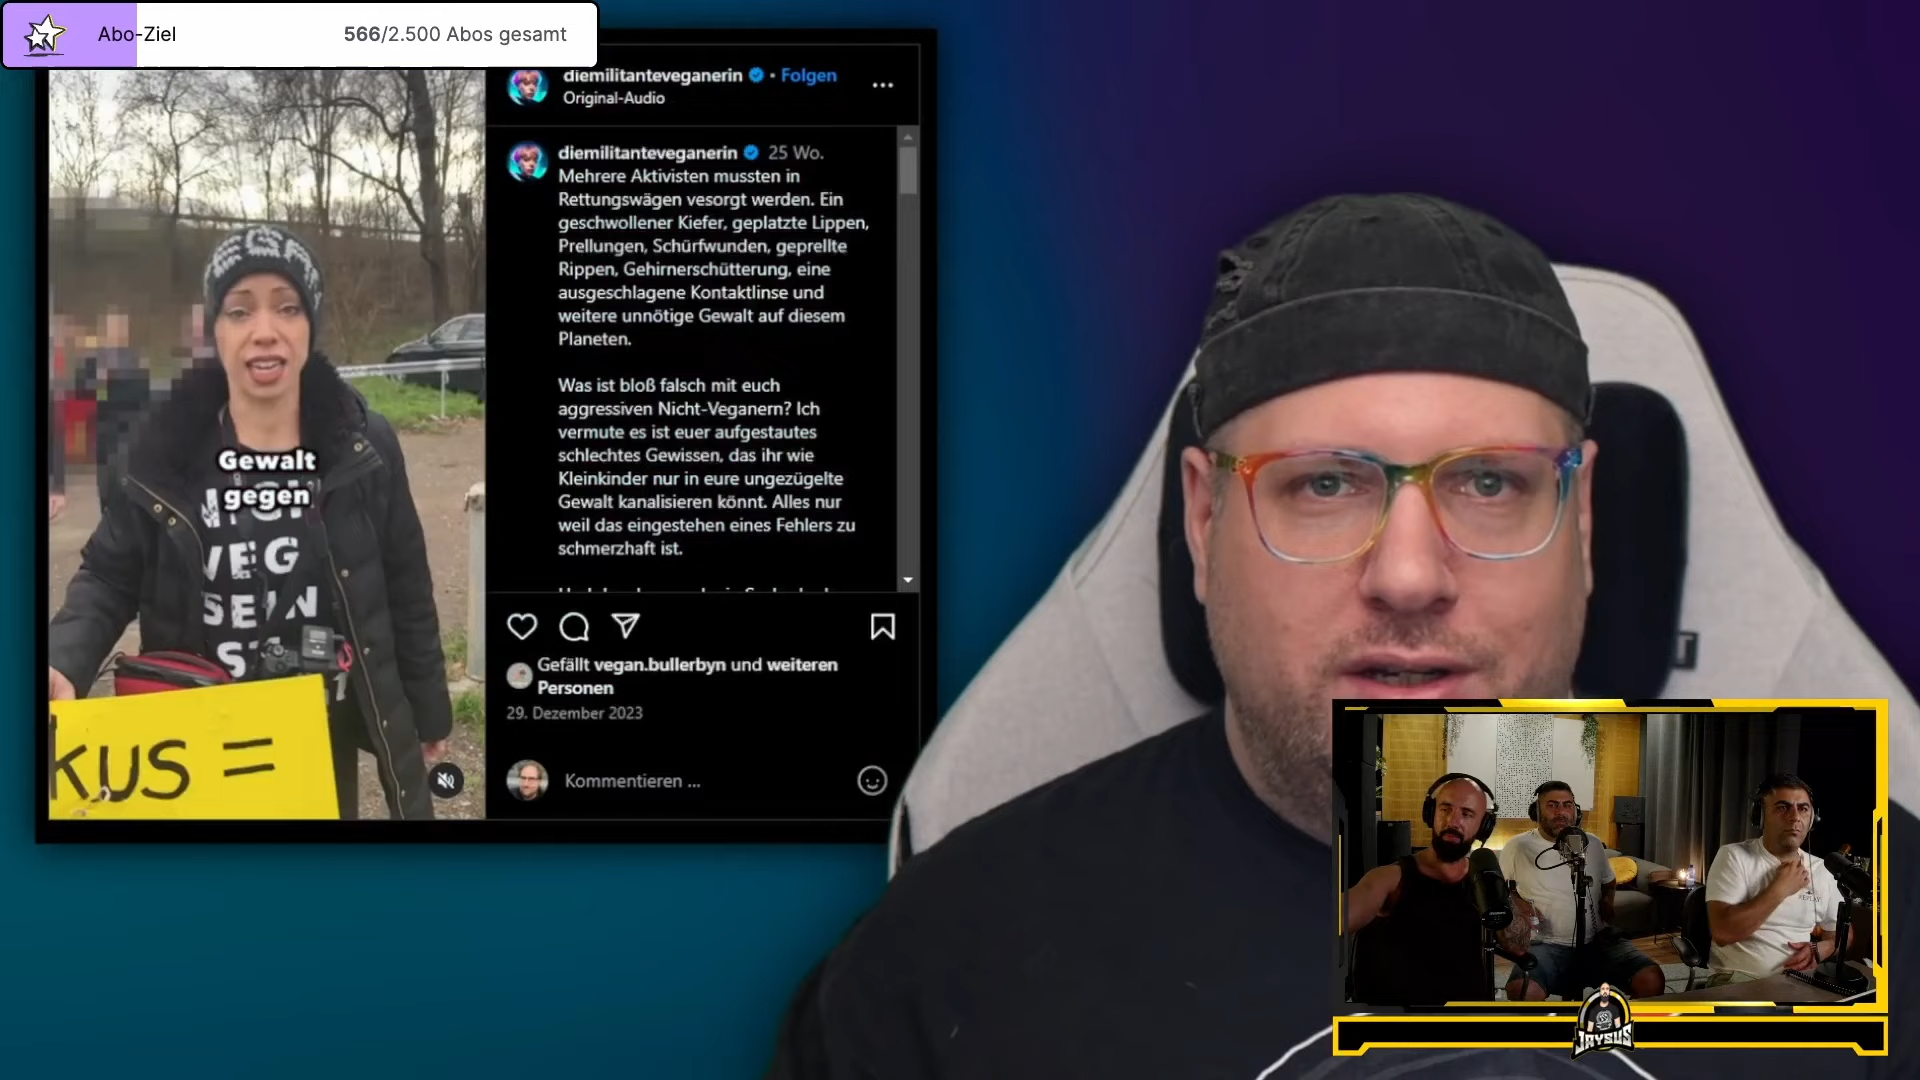 Abo-Ziel
566/2.500 Abos gesamt
diemilitanteveganerin • Folgen
Original-Audio
diemilitanteveganerin 25 Wo.
Mehrere Aktivisten mussten in
Rettungswägen vesorgt werden. Ein
geschwollener Kiefer, geplatzte Lippen,
Prellungen, Schürfwunden, geprellte
Rippen, Gehirnerschütterung, eine
ausgeschlagene Kontaktlinse und
weitere unnötige Gewalt auf diesem
Planeten.
Was ist bloß falsch mit euch
aggressiven Nicht-Veganern? Ich
vermute es ist euer aufgestautes
schlechtes Gewissen, das ihr wie
Kleinkinder nur in eure ungezügelte
Gewalt kanalisieren könnt. Alles nur
weil das eingestehen eines Fehlers zu
schmerzhaft ist.
Gefällt vegan.bullerbyn und weiteren
Personen
29. Dezember 2023
Kommentieren ...
Gewalt
gegen
VEG
SEIN
KUS =
REPLAY
JAYSUS